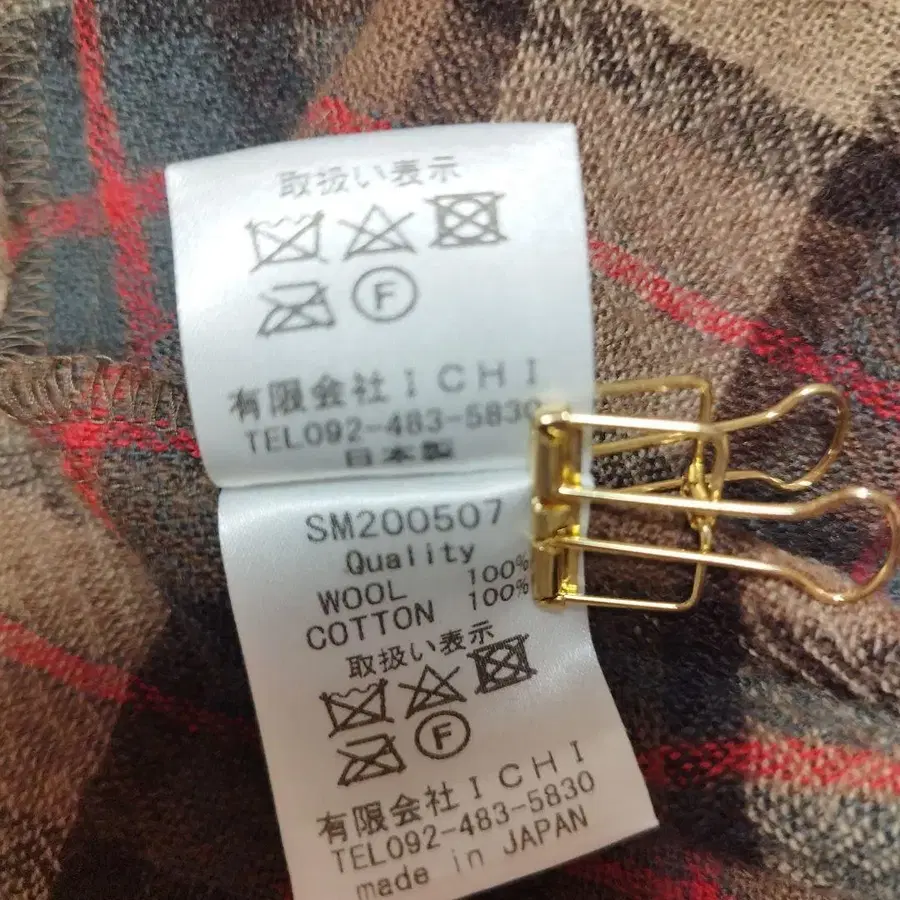 取扱い表示
F
有限会社ICHI
TEL092-483-5830
日本製
SM200507
Quality
WOOL 100%
COTTON 100%
取扱い表示
F
有限会社ICHI
TEL092-483-5830
made in JAPAN